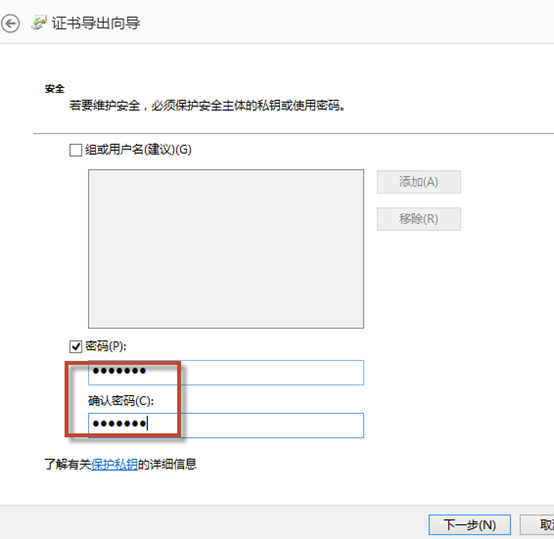 证书导出向导
安全
若要维护安全，必须保护安全主体的私钥或使用密码。
组或用户名(建议)(G)
添加(A)
移除(R)
密码(P):
●●●●●●●
确认密码(C):
●●●●●●●
了解有关保护私钥的详细信息
下一步(N)